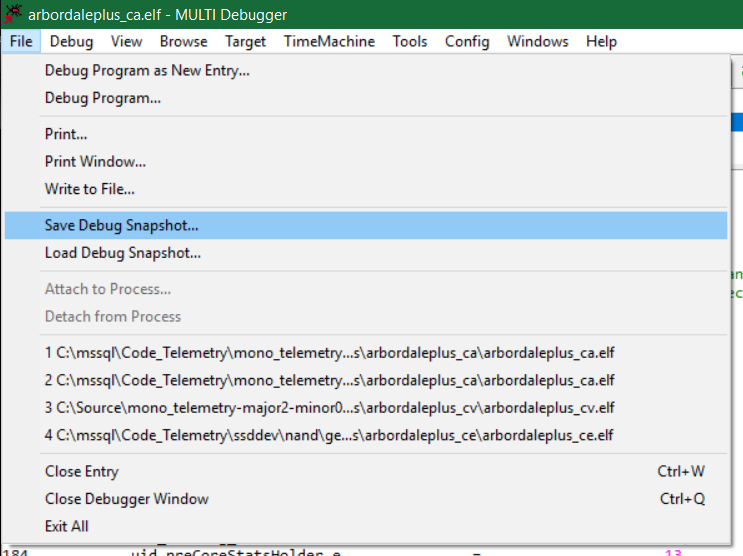 arbordaleplus_ca.elf - MULTI Debugger
File Debug View Browse Target TimeMachine Tools Config Windows Help
Debug Program as New Entry...
Debug Program...
Print...
Print Window...
Write to File...
Save Debug Snapshot...
Load Debug Snapshot...
Attach to Process...
Detach from Process
1 C:\mssql\Code_Telemetry\mono_telemetry...s\arbordaleplus_ca\arbordaleplus_ca.elf
2 C:\mssql\Code_Telemetry\mono_telemetry...s\arbordaleplus_ca\arbordaleplus_ca.elf
3 C:\Source\mono_telemetry-major2-minor0...s\arbordaleplus_cv\arbordaleplus_cv.elf
4 C:\mssql\Code_Telemetry\ssddev\nand\ge...s\arbordaleplus_ce\arbordaleplus_ce.elf
Close Entry Ctrl+W
Close Debugger Window Ctrl+Q
Exit All
184 uid preCoreStatsHolder e = 13